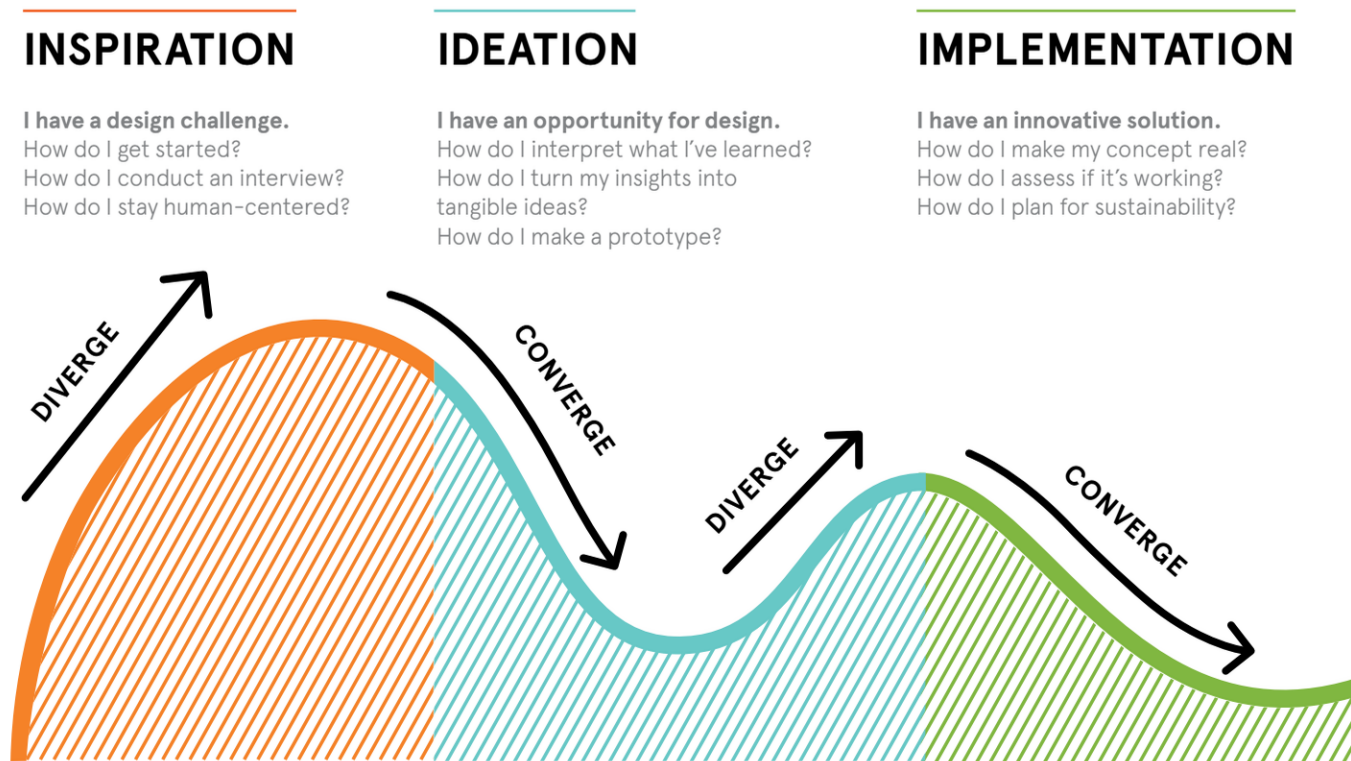 INSPIRATION
I have a design challenge.
How do I get started?
How do I conduct an interview?
How do I stay human-centered?
IDEATION
I have an opportunity for design.
How do I interpret what I’ve learned?
How do I turn my insights into
tangible ideas?
How do I make a prototype?
IMPLEMENTATION
I have an innovative solution.
How do I make my concept real?
How do I assess if it’s working?
How do I plan for sustainability?
DIVERGE
CONVERGE
DIVERGE
CONVERGE